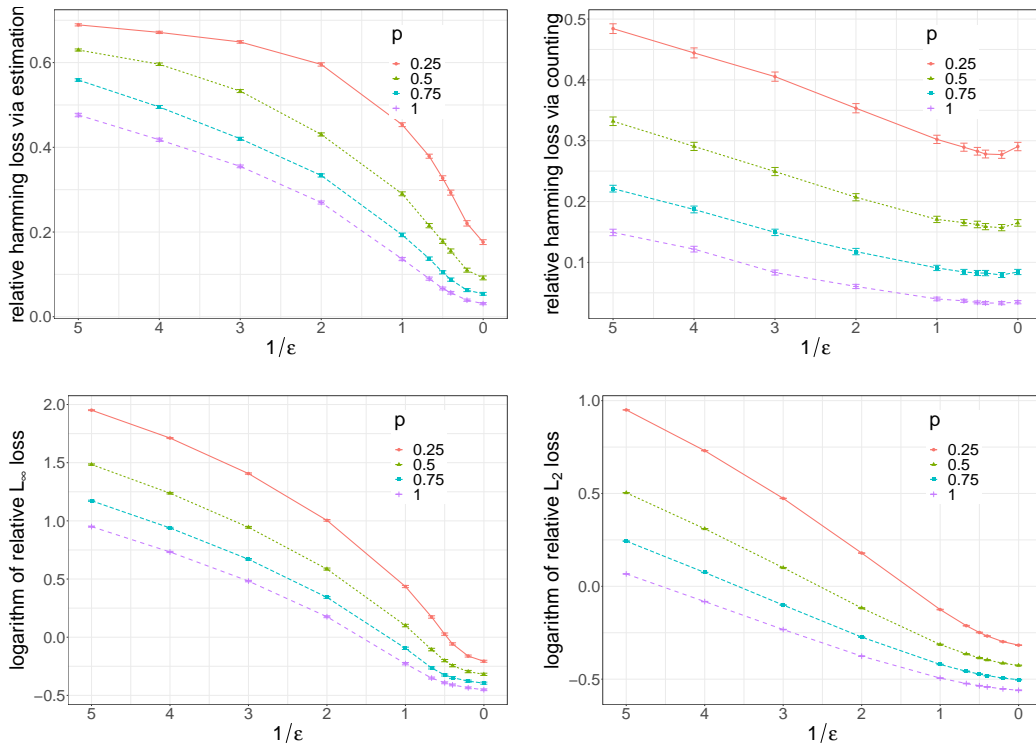 relative hamming loss via estimation
0.6
0.4
0.2
0.0
p
0.25
0.5
0.75
1
5 4 3 2 1 0
1/ε
relative hamming loss via counting
0.5
0.4
0.3
0.2
0.1
p
0.25
0.5
0.75
1
5 4 3 2 1 0
1/ε
logarithm of relative L∞ loss
2.0
1.5
1.0
0.5
0.0
−0.5
p
0.25
0.5
0.75
1
5 4 3 2 1 0
1/ε
logarithm of relative L₂ loss
1.0
0.5
0.0
−0.5
p
0.25
0.5
0.75
1
5 4 3 2 1 0
1/ε